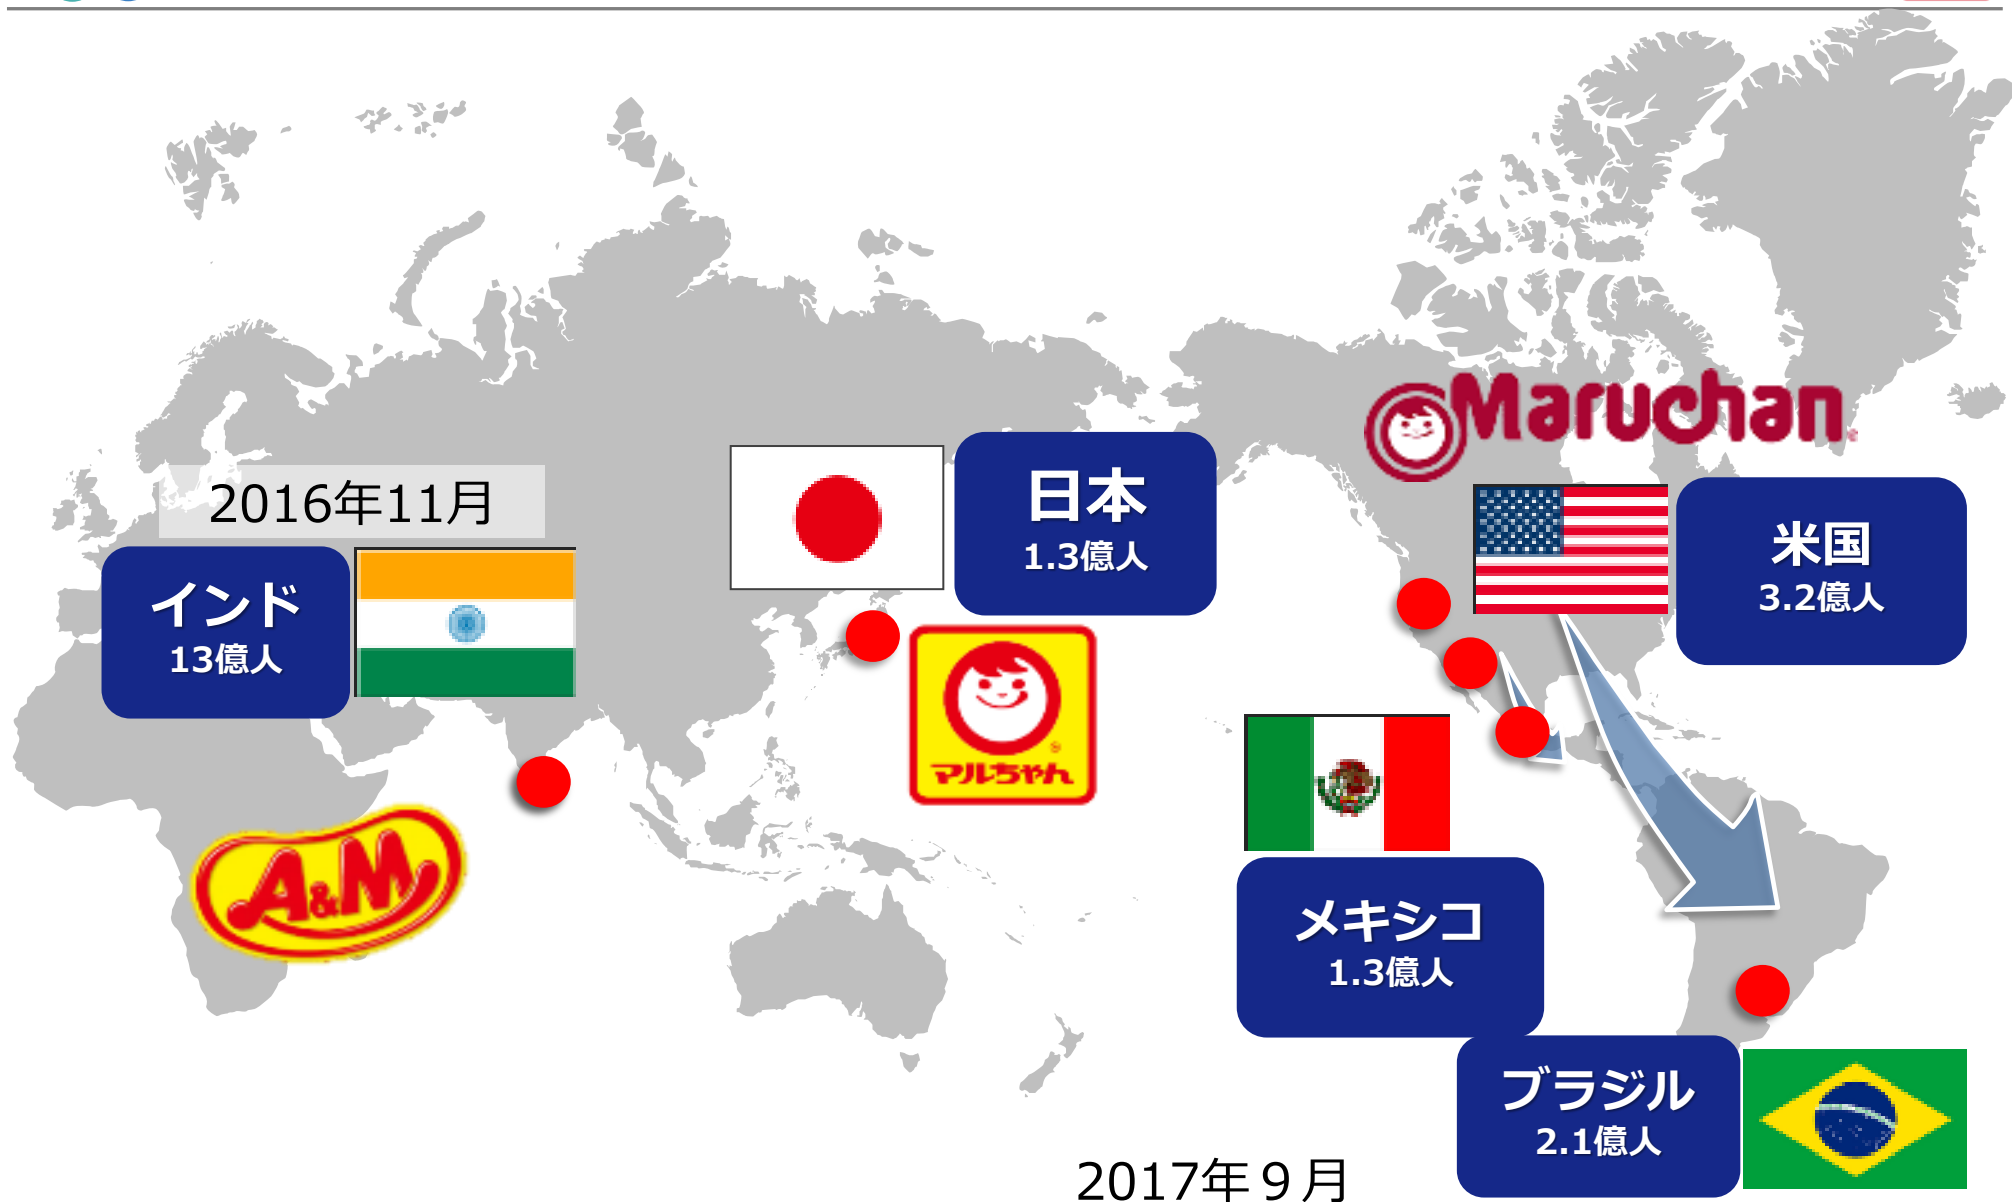 Maruchan
2016年11月
日本
1.3億人
米国
3.2億人
インド
13億人
マルちゃん
A&M
メキシコ
1.3億人
ブラジル
2.1億人
2017年９月